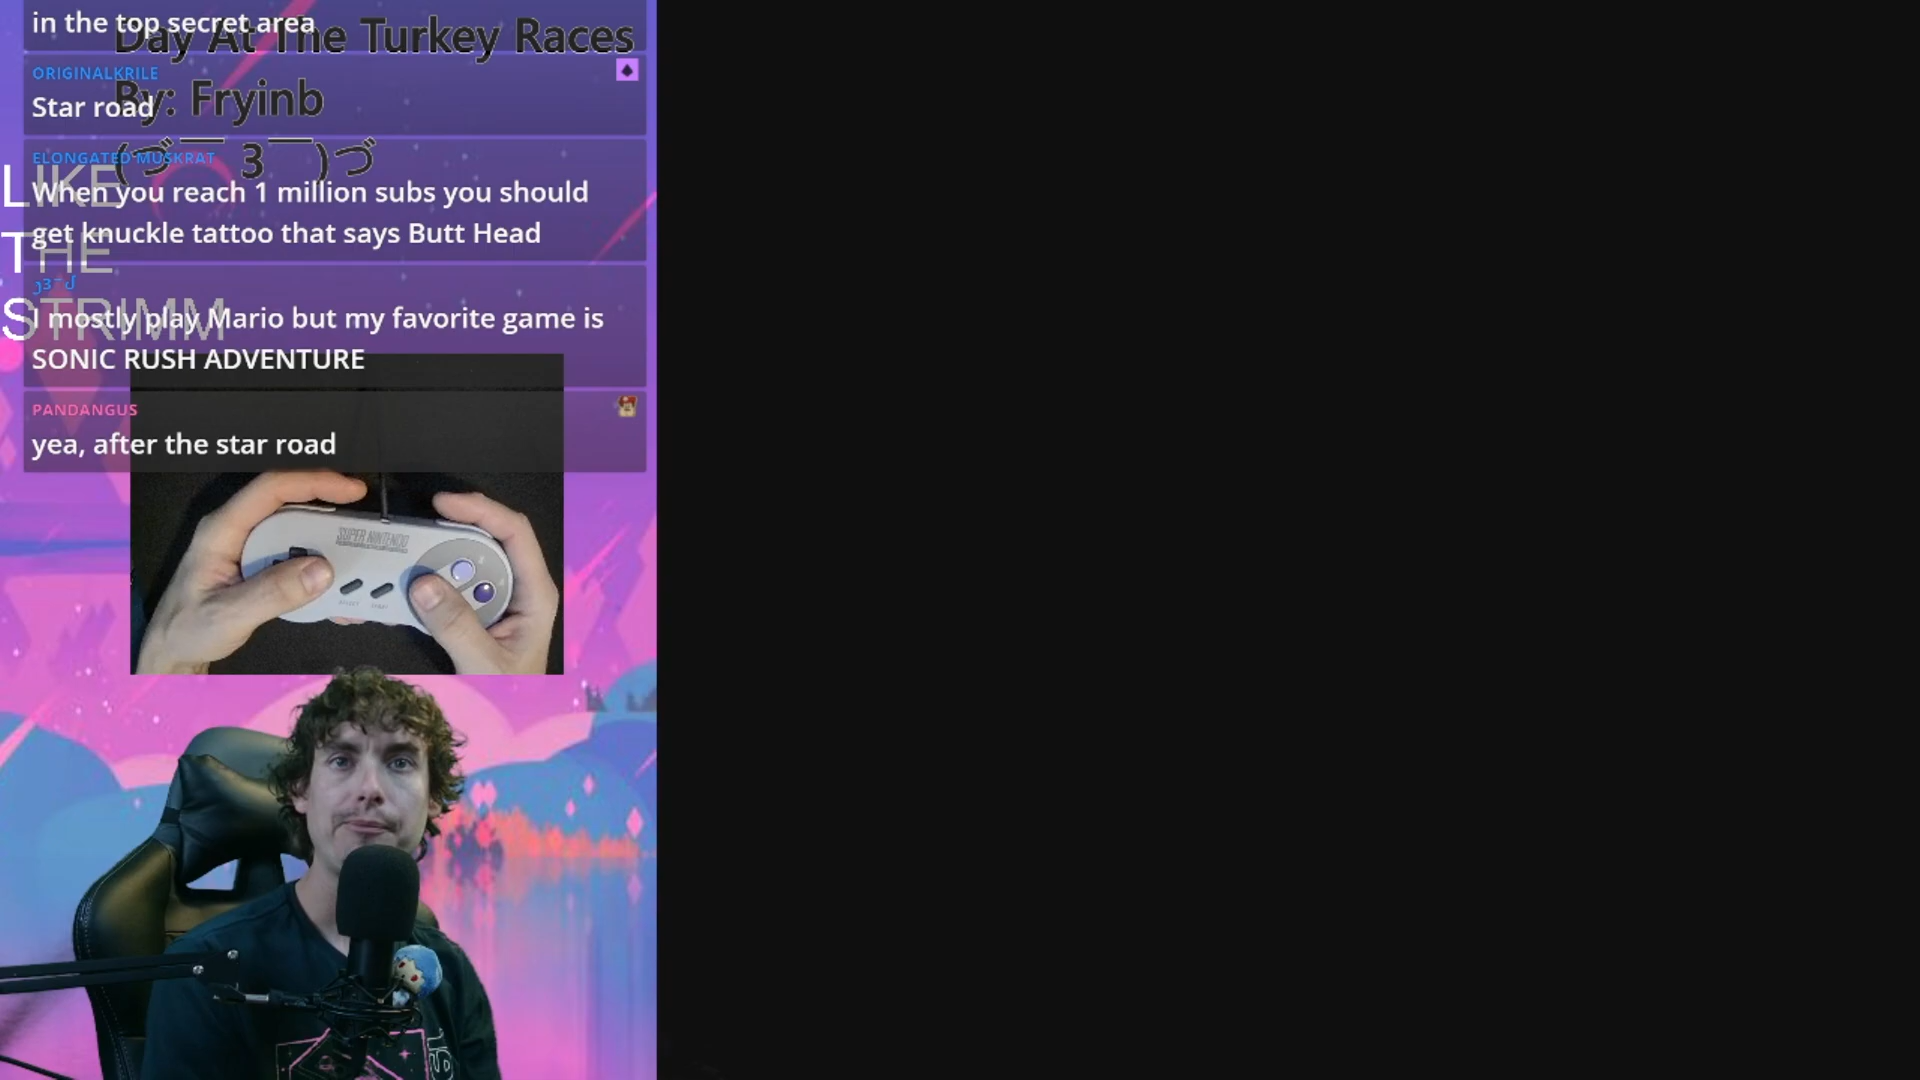 in the top secret area
Day At The Turkey Races
ORIGINALKRILE
Star road
By: Fryinb
(づ￣ 3￣)づ
ELONGATED MUSKRAT
When you reach 1 million subs you should
get knuckle tattoo that says Butt Head
LIKE
THE
STRIMM
I mostly play Mario but my favorite game is
SONIC RUSH ADVENTURE
PANDANGUS
yea, after the star road
SUPER NINTENDO
SELECT START